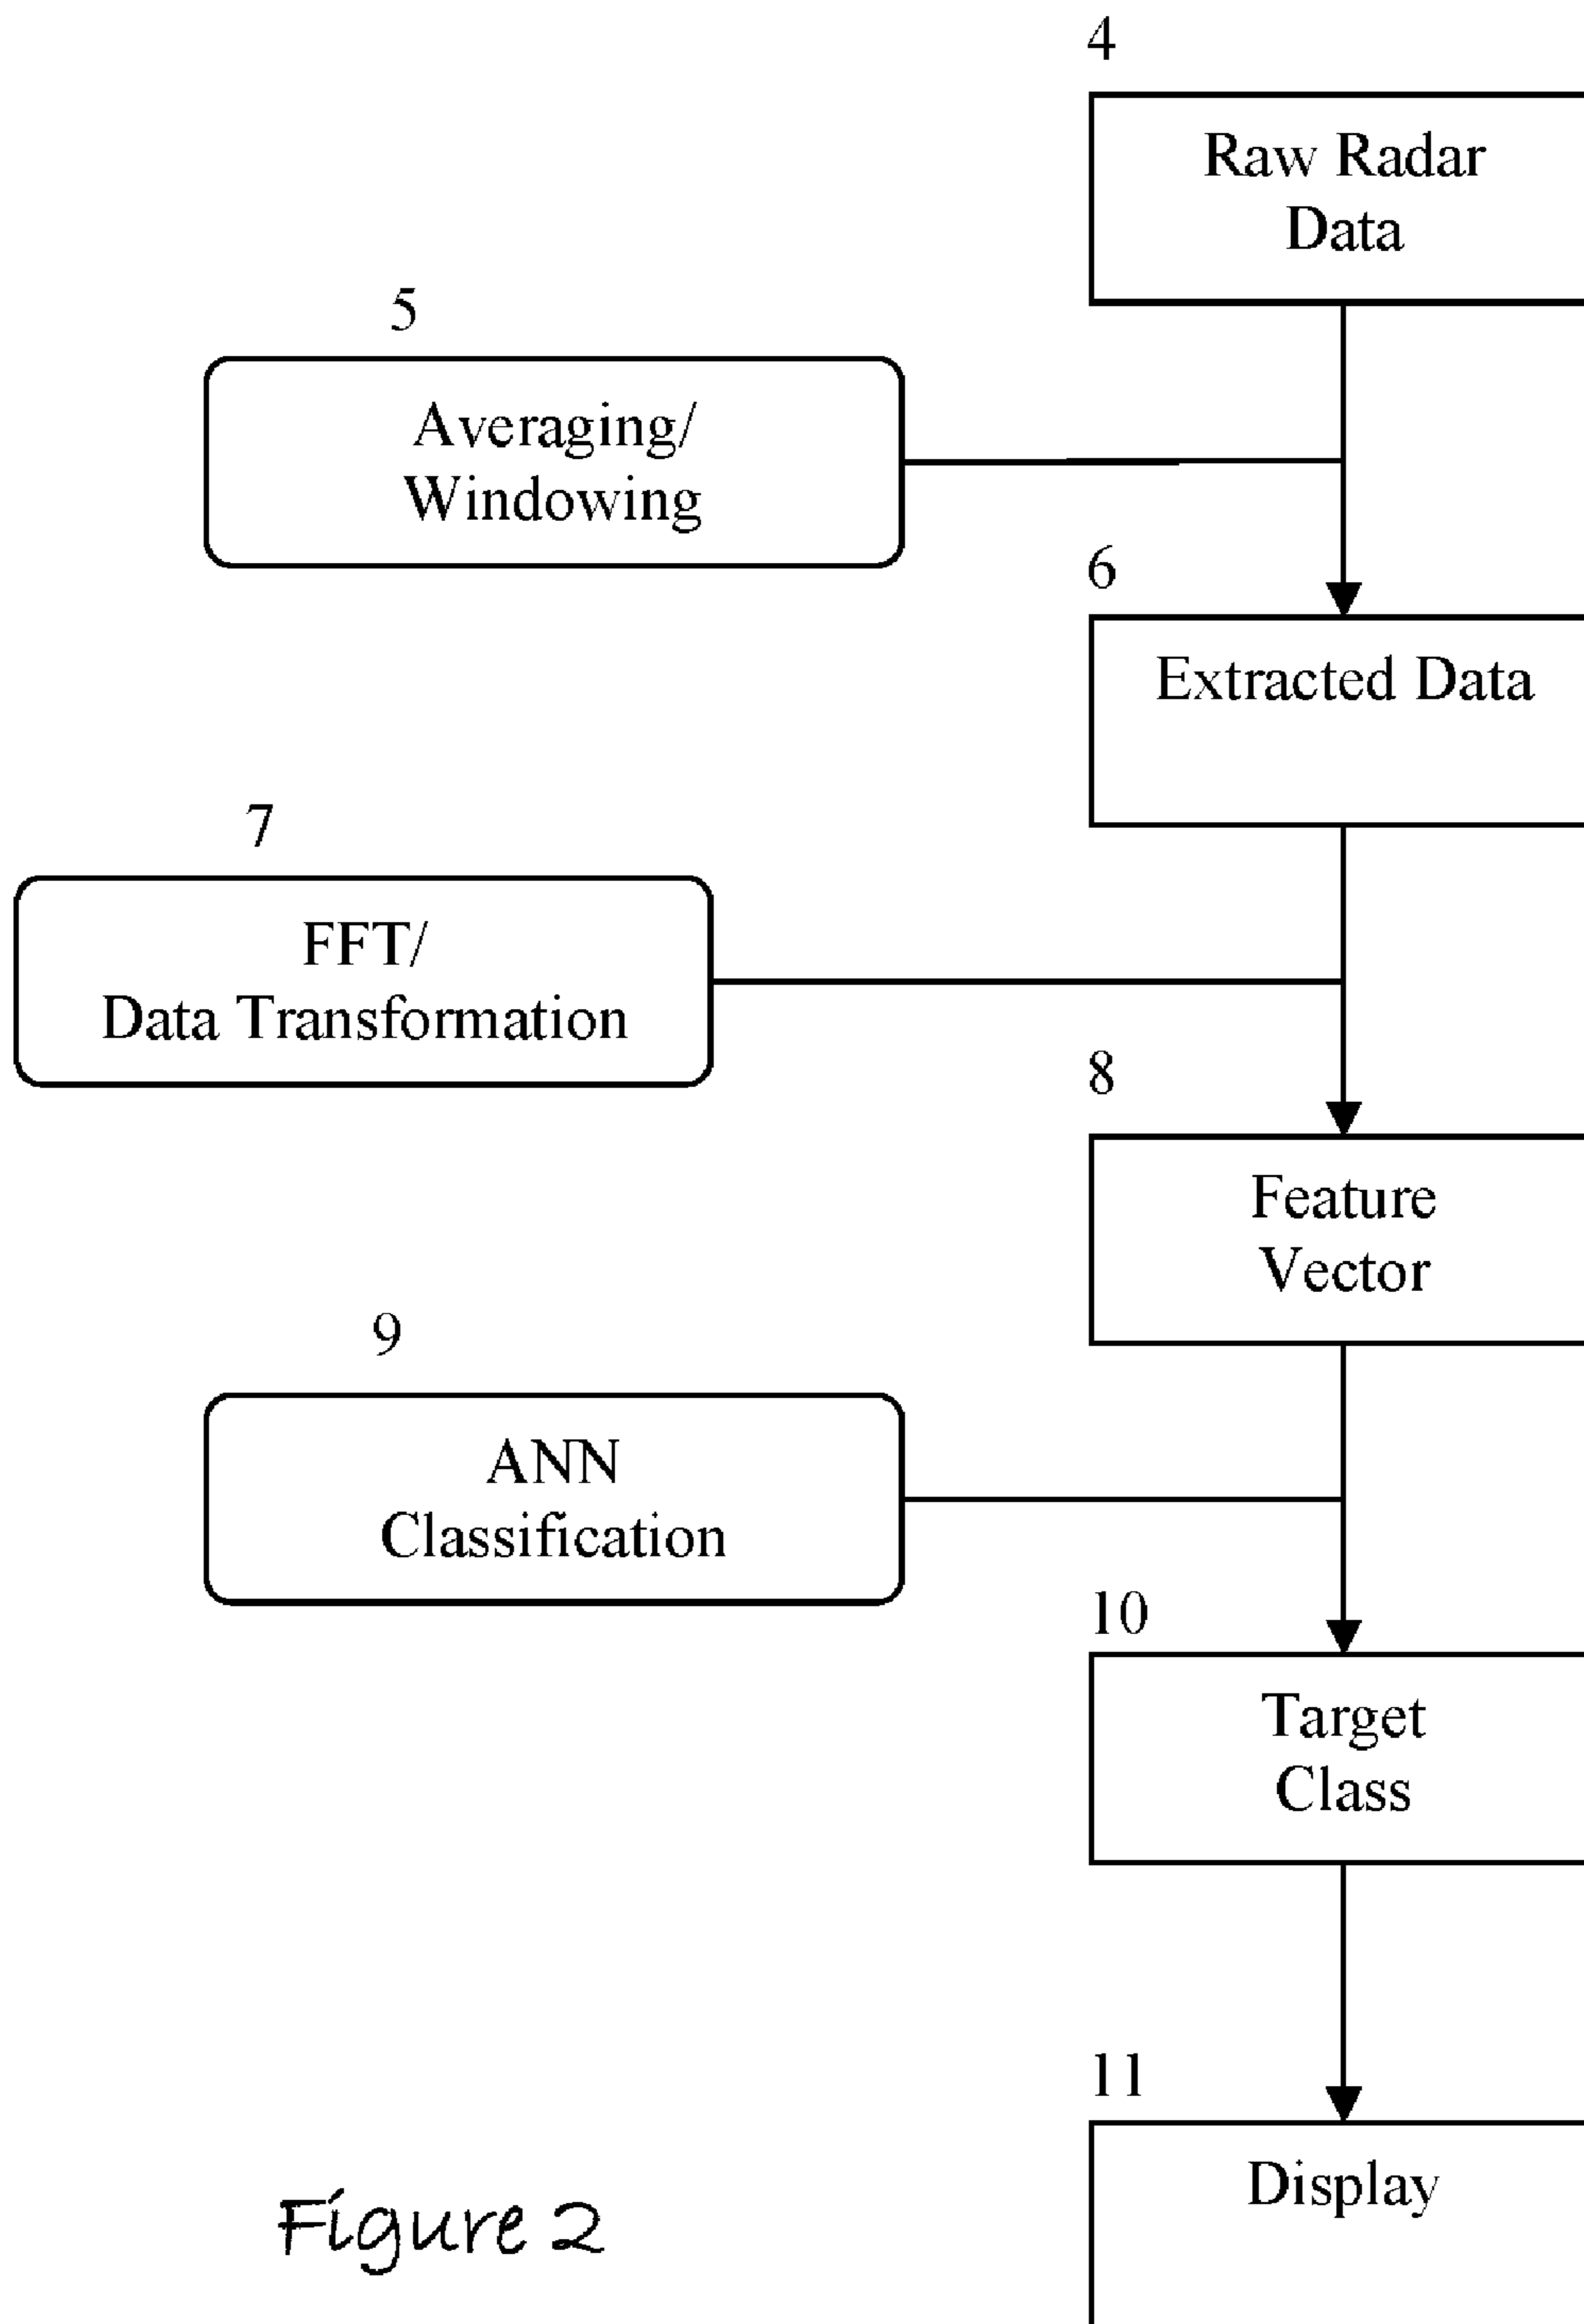 4
Raw Radar
Data
5
Averaging/
Windowing
6
Extracted Data
7
FFT/
Data Transformation
8
Feature
Vector
9
ANN
Classification
10
Target
Class
11
Display
Figure 2